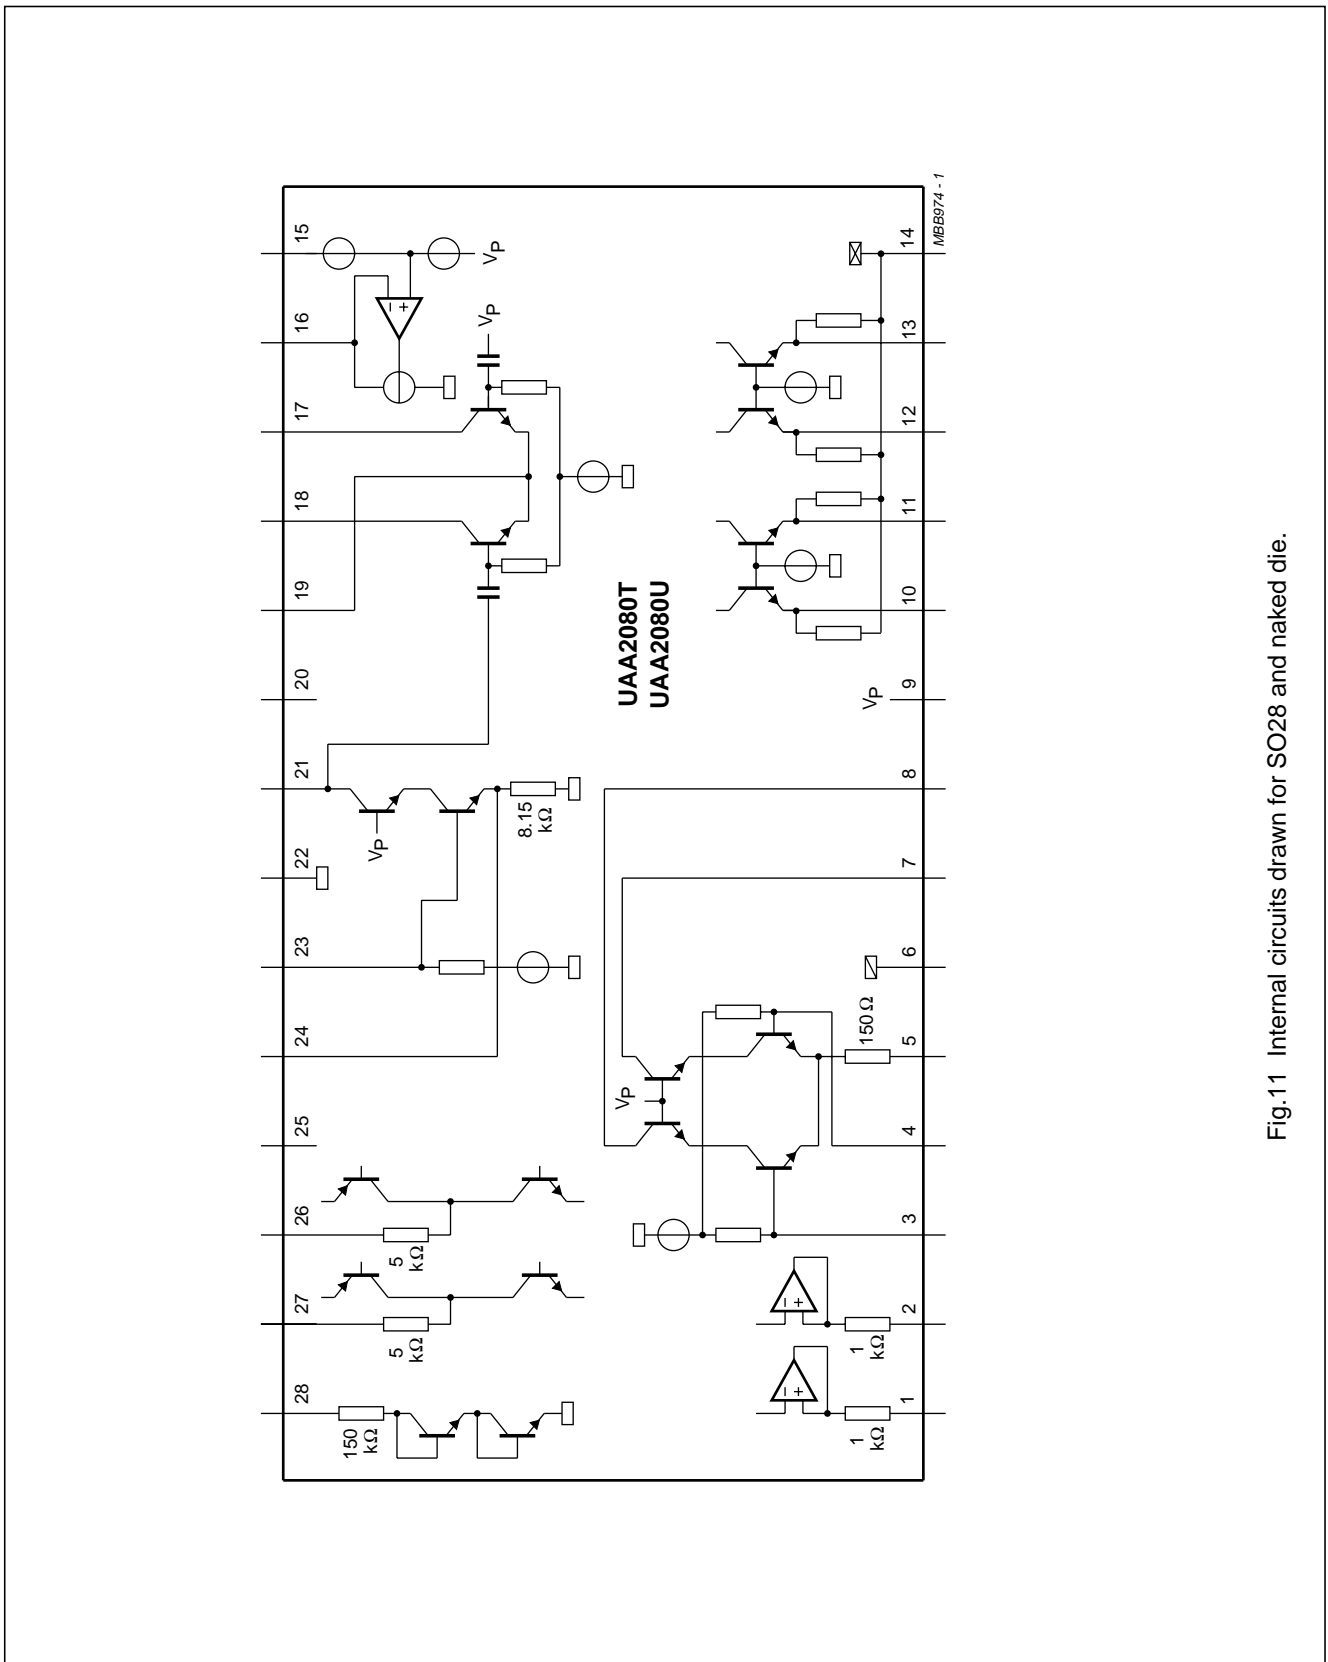 28
27
26
25
24
23
22
21
20
19
18
17
16
15
150
kΩ
5
kΩ
5
kΩ
VP
8.15
kΩ
VP
VP
– +
UAA2080T
UAA2080U
VP
VP
150 Ω
– +
– +
1
kΩ
1
kΩ
1
2
3
4
5
6
7
8
9
10
11
12
13
14
MBB974 - 1
Fig.11 Internal circuits drawn for SO28 and naked die.